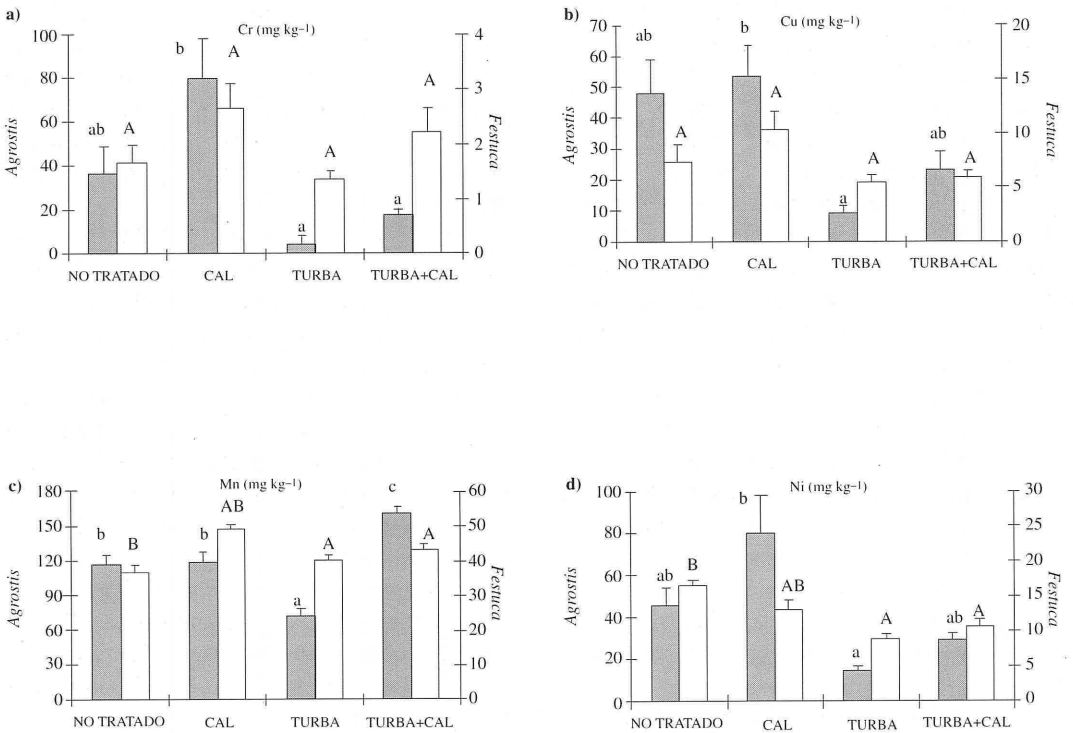 a)
Cr (mg kg–1)
100
80
60
40
20
0
Agrostis
4
3
2
1
0
Festuca
ab
A
b
A
a
A
a
A
NO TRATADO
CAL
TURBA
TURBA+CAL
b)
Cu (mg kg–1)
70
60
50
40
30
20
10
0
Agrostis
20
15
10
5
0
Festuca
ab
A
b
A
a
A
ab
A
NO TRATADO
CAL
TURBA
TURBA+CAL
c)
Mn (mg kg–1)
180
150
120
90
60
30
0
Agrostis
60
50
40
30
20
10
0
Festuca
b
B
b
AB
a
A
c
A
NO TRATADO
CAL
TURBA
TURBA+CAL
d)
Ni (mg kg–1)
100
80
60
40
20
0
Agrostis
30
25
20
15
10
5
0
Festuca
ab
B
b
AB
a
A
ab
A
NO TRATADO
CAL
TURBA
TURBA+CAL